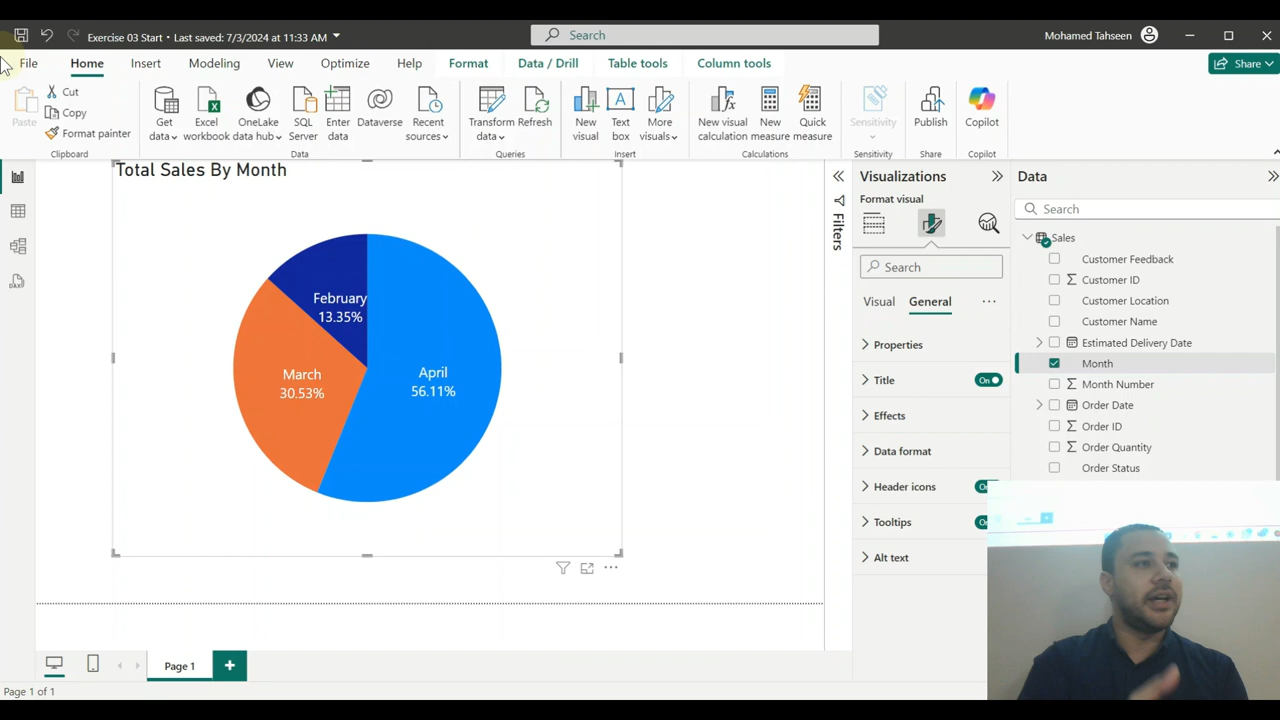 Exercise 03 Start • Last saved: 7/3/2024 at 11:33 AM
Search
Mohamed Tahseen
File Home Insert Modeling View Optimize Help Format Data / Drill Table tools Column tools
Share
Paste
Cut
Copy
Format painter
Clipboard
Get data
Excel workbook
OneLake data hub
SQL Server
Enter data
Dataverse
Recent sources
Data
Transform data
Refresh
Queries
New visual
Text box
More visuals
Insert
New visual calculation
New measure
Quick measure
Calculations
Sensitivity
Sensitivity
Publish
Share
Copilot
Copilot
Total Sales By Month
February
13.35%
March
30.53%
April
56.11%
Filters
Visualizations
Format visual
Search
Visual General
Properties
Title On
Effects
Data format
Header icons
Tooltips
Alt text
Data
Search
Sales
Customer Feedback
Customer ID
Customer Location
Customer Name
Estimated Delivery Date
Month
Month Number
Order Date
Order ID
Order Quantity
Order Status
Page 1
Page 1 of 1